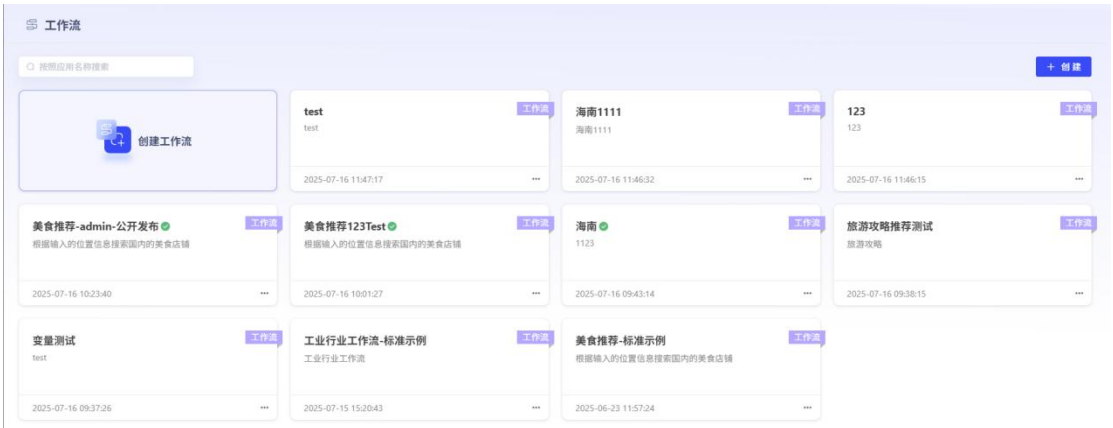 工作流
按照应用名称搜索
+ 创建
创建工作流
test
工作流
test
2025-07-16 11:47:17
海南1111
工作流
海南1111
2025-07-16 11:46:32
123
工作流
123
2025-07-16 11:46:15
美食推荐-admin-公开发布
工作流
根据输入的位置信息搜索国内的美食店铺
2025-07-16 10:23:40
美食推荐123Test
工作流
根据输入的位置信息搜索国内的美食店铺
2025-07-16 10:01:27
海南
工作流
1123
2025-07-16 09:43:14
旅游攻略推荐测试
工作流
旅游攻略
2025-07-16 09:38:15
变量测试
工作流
test
2025-07-16 09:37:26
工业行业工作流-标准示例
工作流
工业行业工作流
2025-07-15 15:20:43
美食推荐-标准示例
工作流
根据输入的位置信息搜索国内的美食店铺
2025-06-23 11:57:24